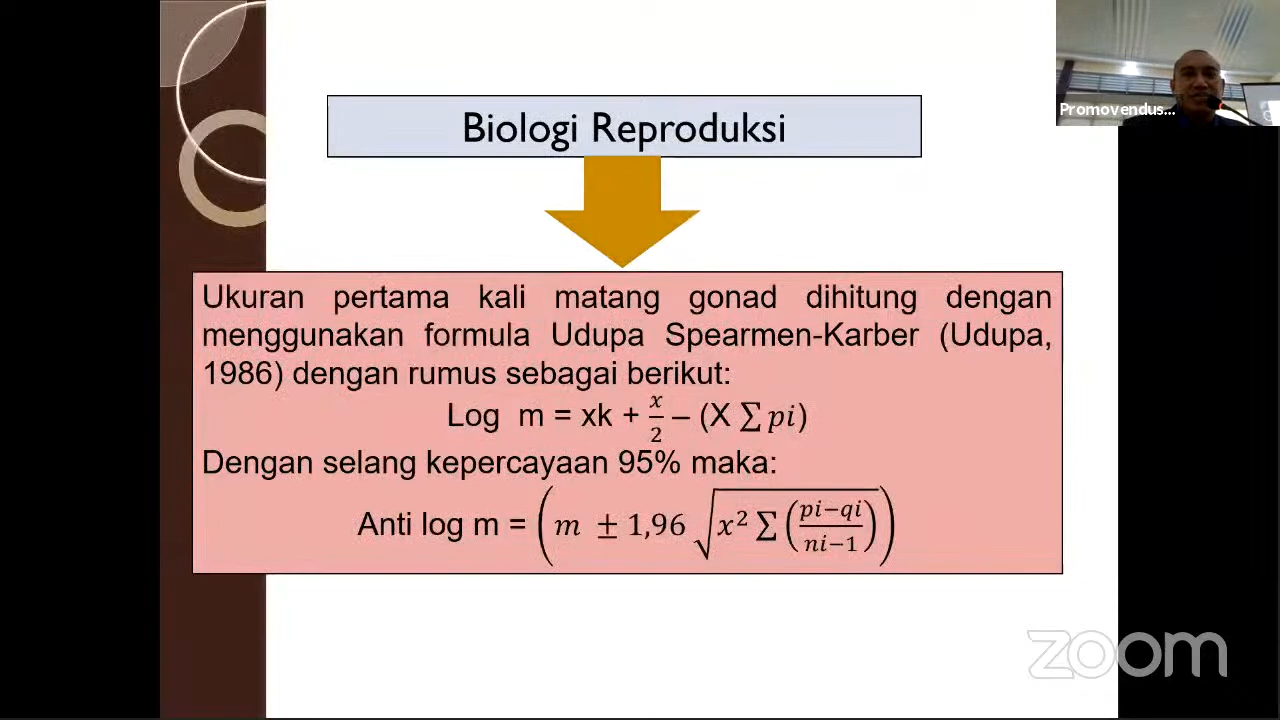 Promovendus...
Biologi Reproduksi
Ukuran pertama kali matang gonad dihitung dengan
menggunakan formula Udupa Spearmen-Karber (Udupa,
1986) dengan rumus sebagai berikut:
Log m = xk + x/2 – (X ∑ pi)
Dengan selang kepercayaan 95% maka:
Anti log m = (m ± 1,96 √(x² ∑ ((pi−qi)/(ni−1))))
zoom